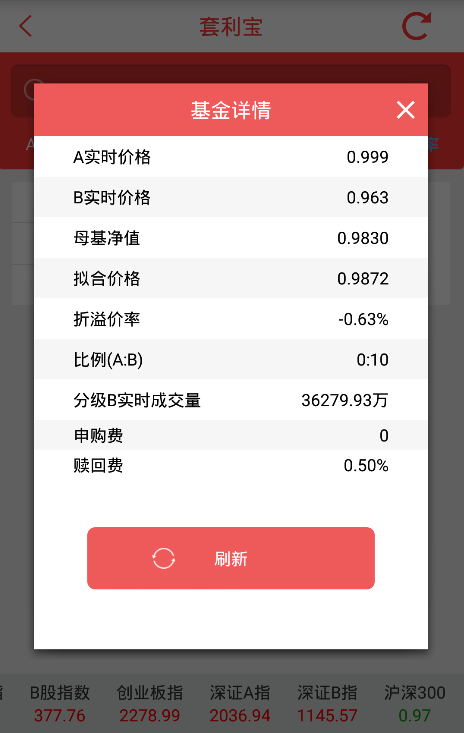 套利宝
A
率
基金详情
A实时价格 0.999
B实时价格 0.963
母基净值 0.9830
拟合价格 0.9872
折溢价率 -0.63%
比例(A:B) 0:10
分级B实时成交量 36279.93万
申购费 0
赎回费 0.50%
刷新
指 B股指数 创业板指 深证A指 深证B指 沪深300
377.76 2278.99 2036.94 1145.57 0.97